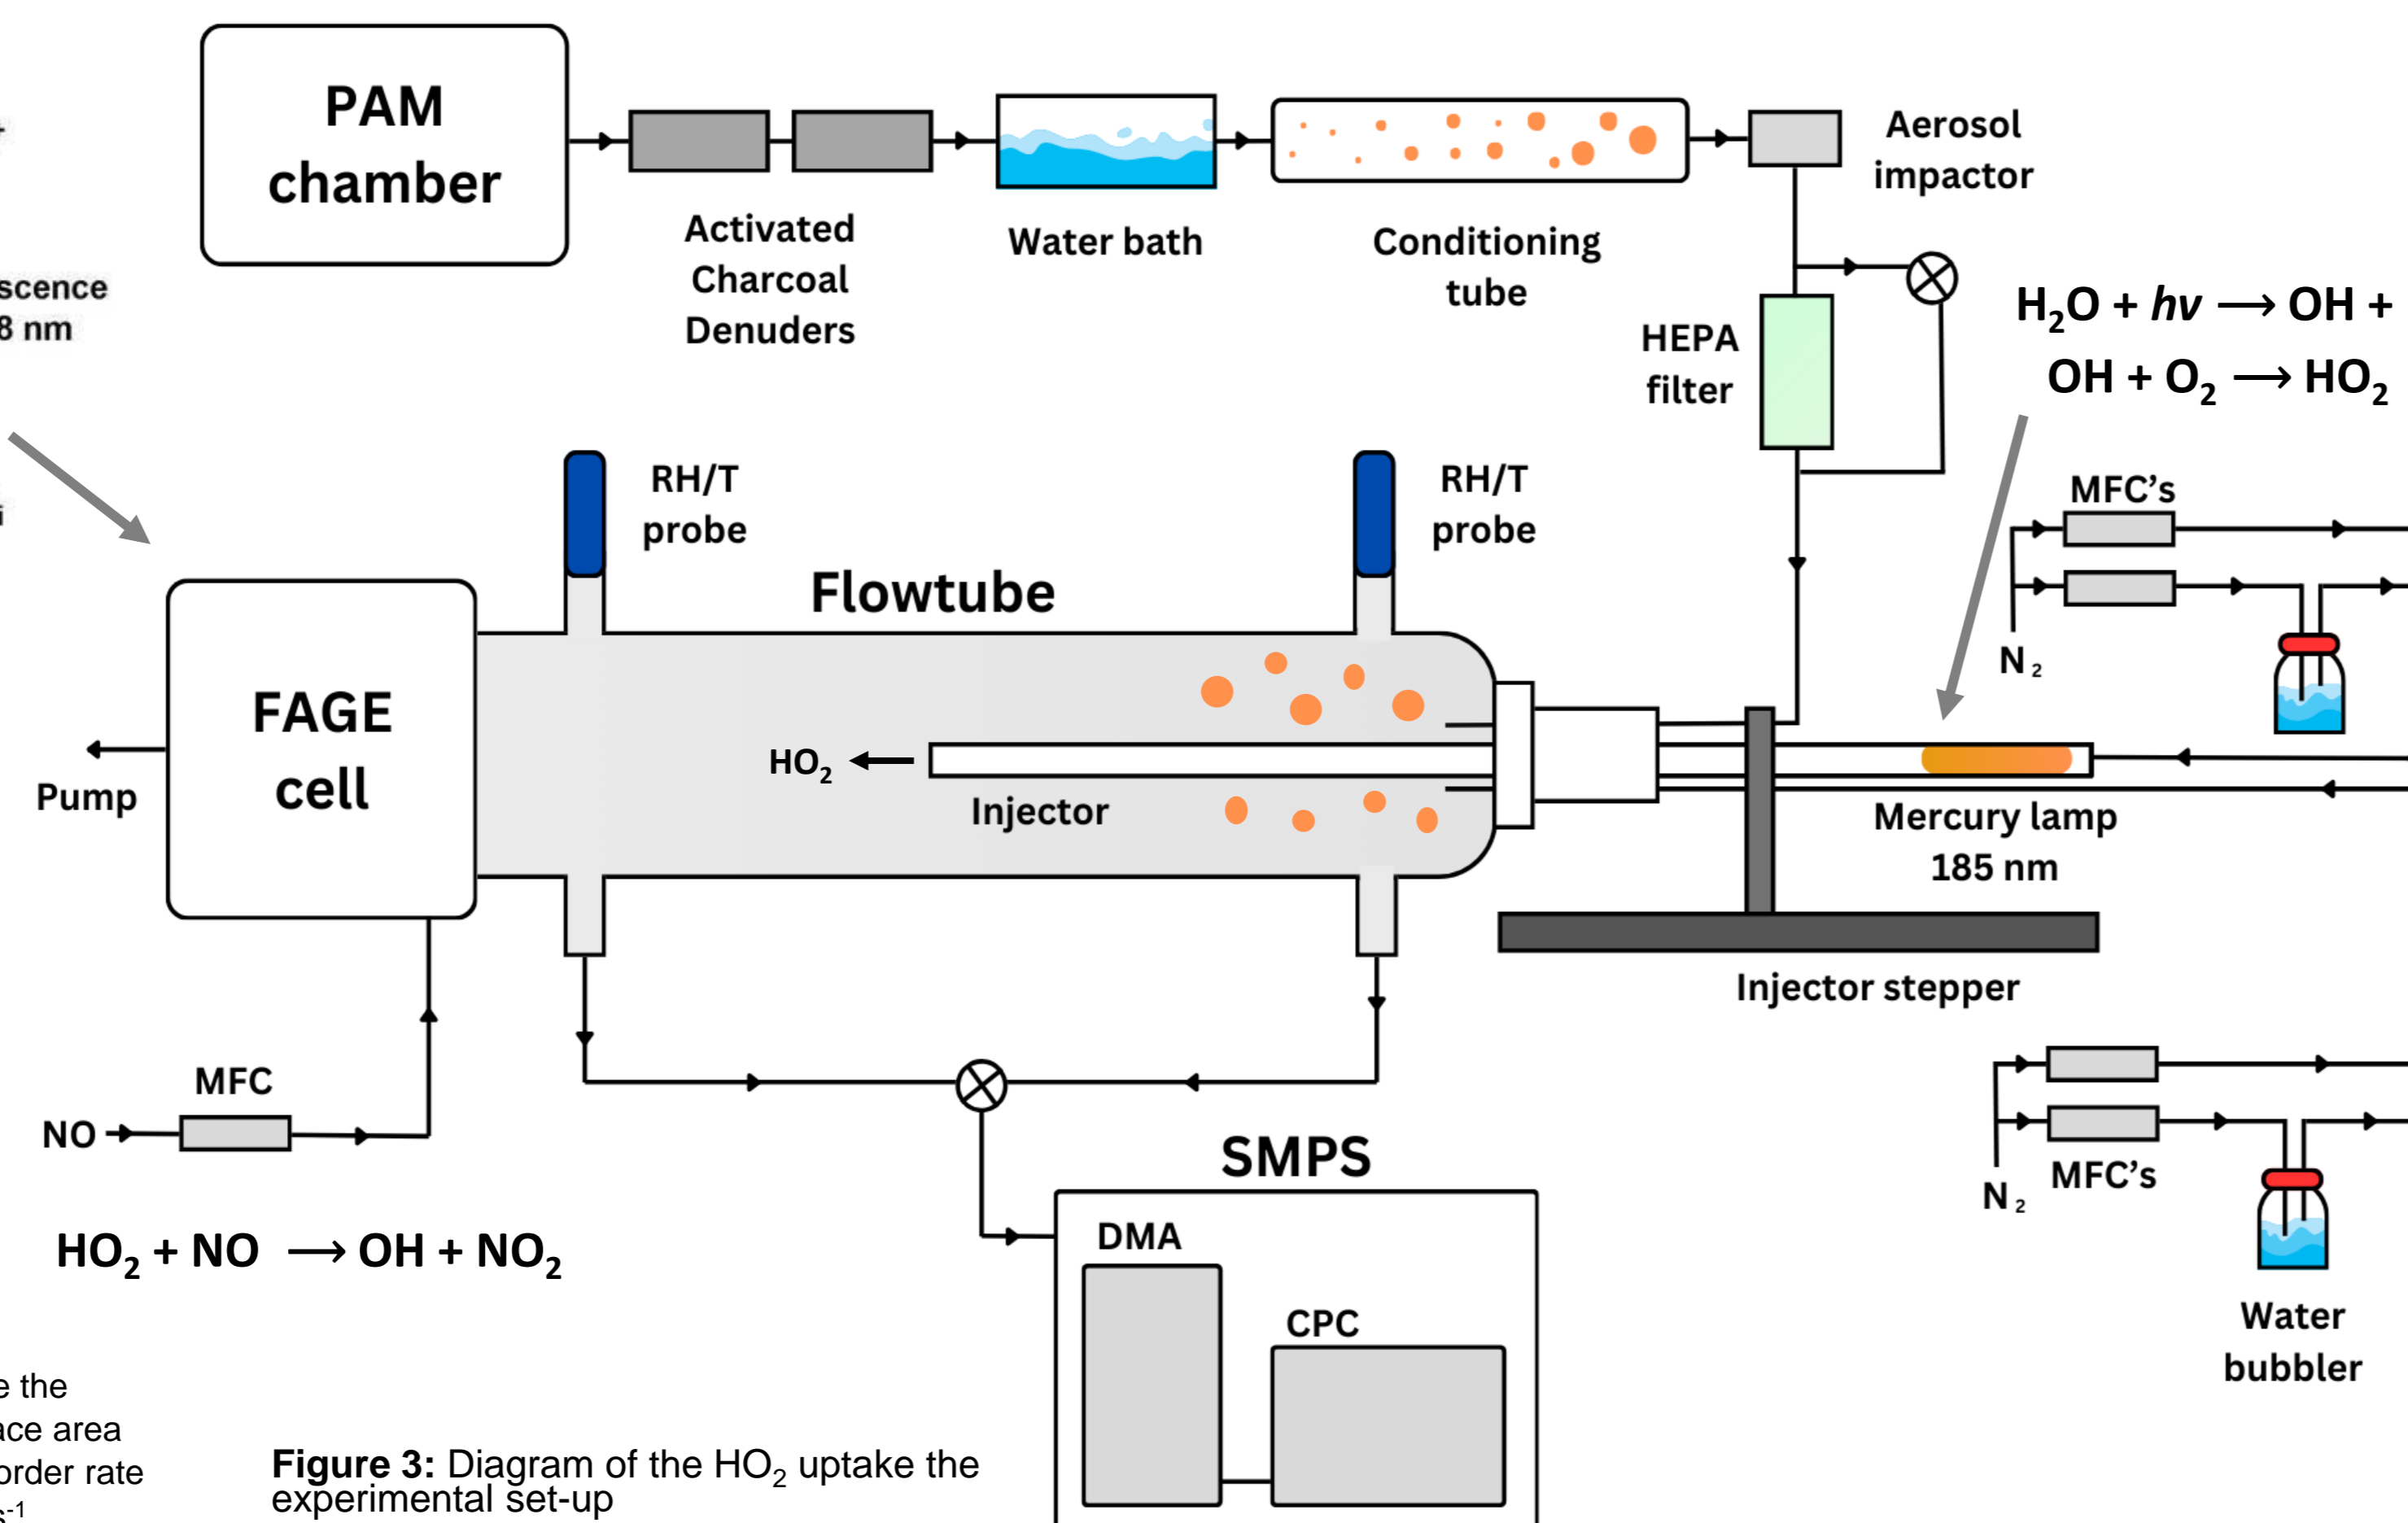 PAM
chamber
Activated
Charcoal
Denuders
Water bath
Conditioning
tube
Aerosol
impactor
HEPA
filter
H₂O + hν ⟶ OH +
OH + O₂ ⟶ HO₂
scence
8 nm
RH/T
probe
RH/T
probe
Flowtube
MFC's
N₂
FAGE
cell
Pump
HO₂
Injector
Mercury lamp
185 nm
Injector stepper
MFC
NO
HO₂ + NO ⟶ OH + NO₂
SMPS
DMA
CPC
MFC's
N₂
Water
bubbler
e the
ace area
order rate
s⁻¹
Figure 3: Diagram of the HO₂ uptake the
experimental set-up